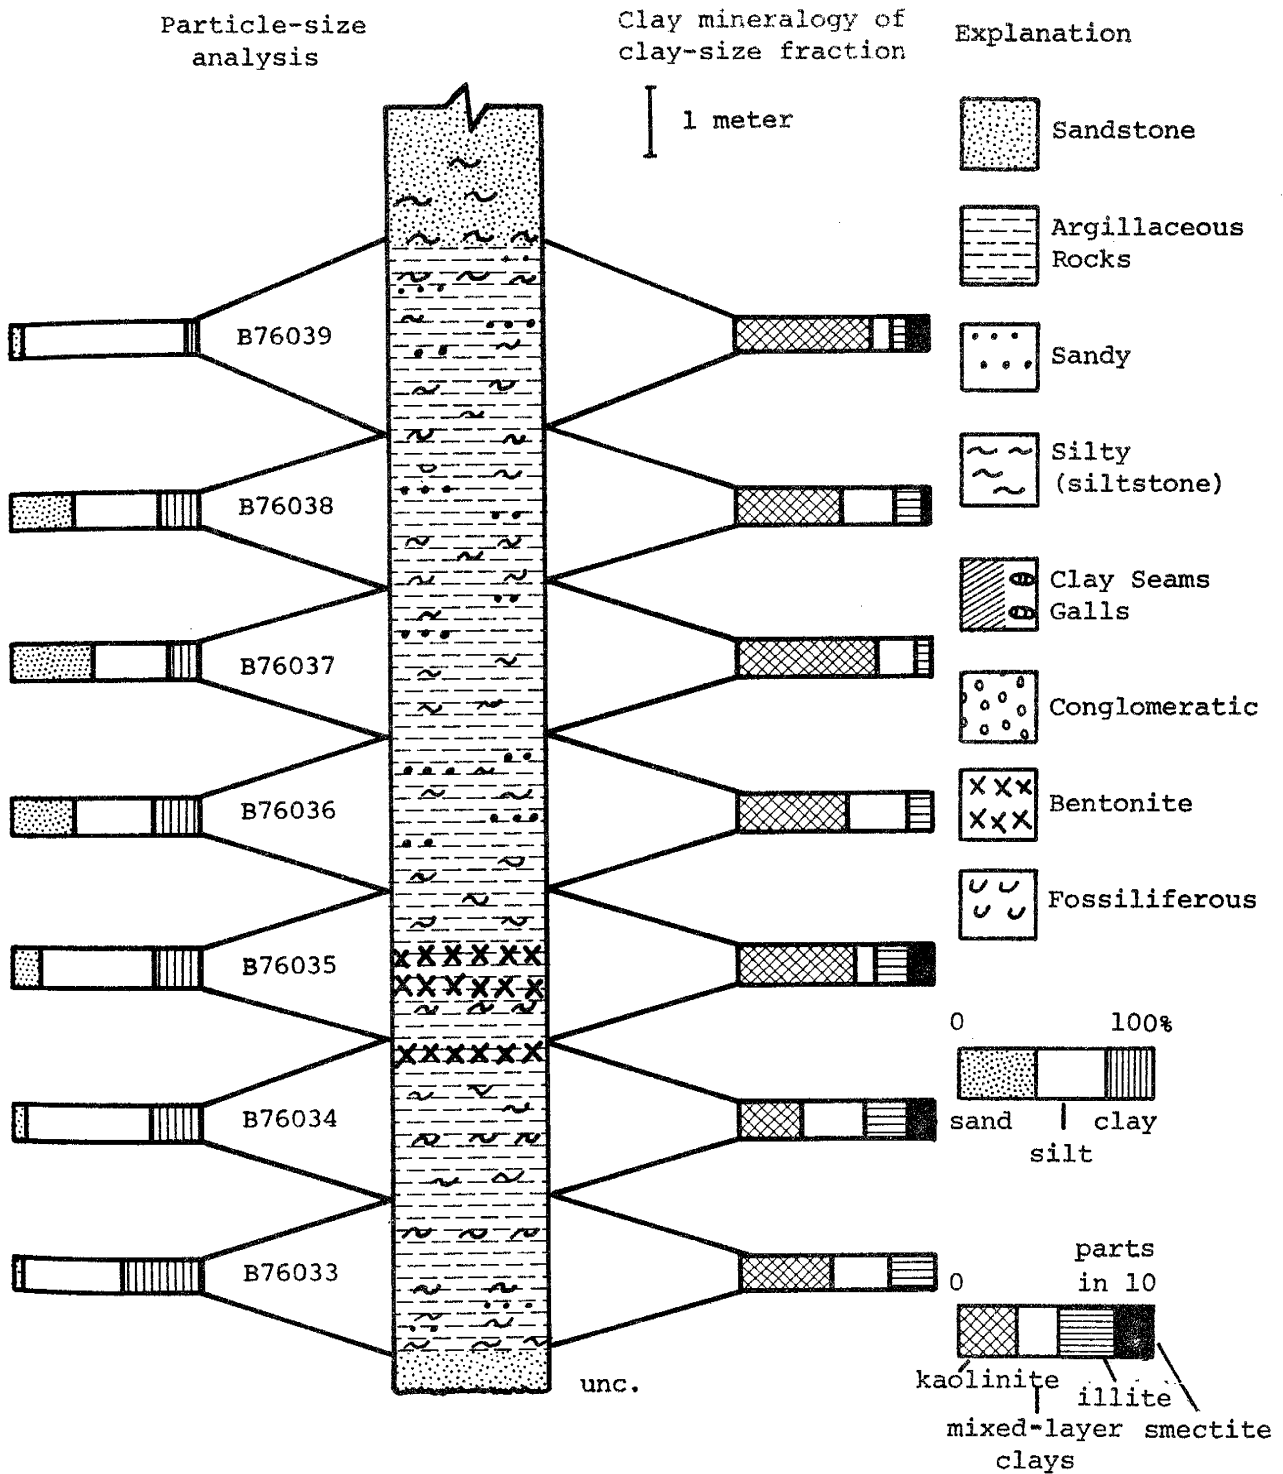 Particle-size
analysis
Clay mineralogy of
clay-size fraction
Explanation
1 meter
Sandstone
Argillaceous
Rocks
Sandy
Silty
(siltstone)
Clay Seams
Galls
Conglomeratic
Bentonite
Fossiliferous
B76039
B76038
B76037
B76036
B76035
B76034
B76033
unc.
0 100%
sand clay
silt
parts
0 in 10
kaolinite
illite
mixed-layer smectite
clays